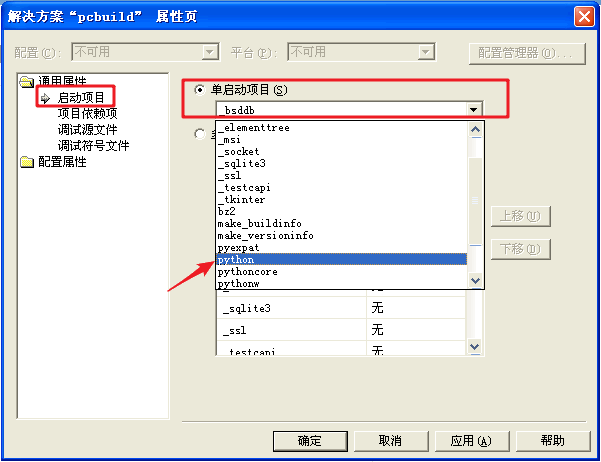 解决方案“pcbuild” 属性页
配置(C): 不可用 平台(P): 不可用 配置管理器(O)...
通用属性
启动项目
项目依赖项
调试源文件
调试符号文件
配置属性
单启动项目(S)
_bsddb
_elementtree
_msi
_socket
_sqlite3
_ssl
_testcapi
_tkinter
bz2
make_buildinfo
make_versioninfo
pyexpat
python
pythoncore
pythonw
上移(U)
下移(D)
_sqlite3 无
_ssl 无
_testcapi 无
确定 取消 应用(A) 帮助